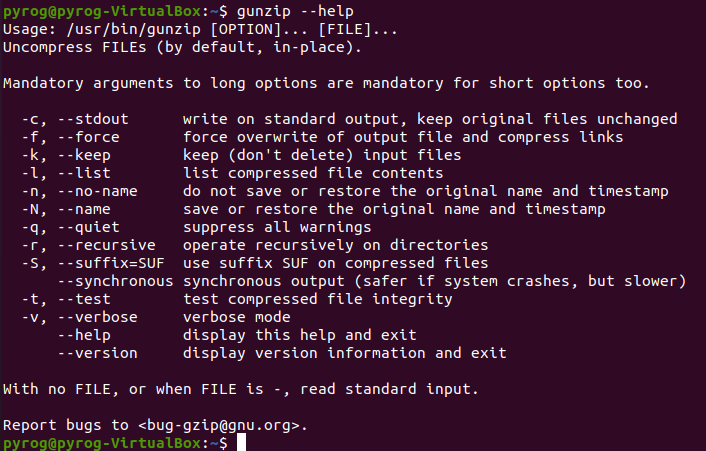 pyrog@pyrog-VirtualBox:~$ gunzip --help
Usage: /usr/bin/gunzip [OPTION]... [FILE]...
Uncompress FILEs (by default, in-place).

Mandatory arguments to long options are mandatory for short options too.

  -c, --stdout      write on standard output, keep original files unchanged
  -f, --force       force overwrite of output file and compress links
  -k, --keep        keep (don't delete) input files
  -l, --list        list compressed file contents
  -n, --no-name     do not save or restore the original name and timestamp
  -N, --name        save or restore the original name and timestamp
  -q, --quiet       suppress all warnings
  -r, --recursive   operate recursively on directories
  -S, --suffix=SUF  use suffix SUF on compressed files
      --synchronous synchronous output (safer if system crashes, but slower)
  -t, --test        test compressed file integrity
  -v, --verbose     verbose mode
      --help        display this help and exit
      --version     display version information and exit

With no FILE, or when FILE is -, read standard input.

Report bugs to <bug-gzip@gnu.org>.
pyrog@pyrog-VirtualBox:~$